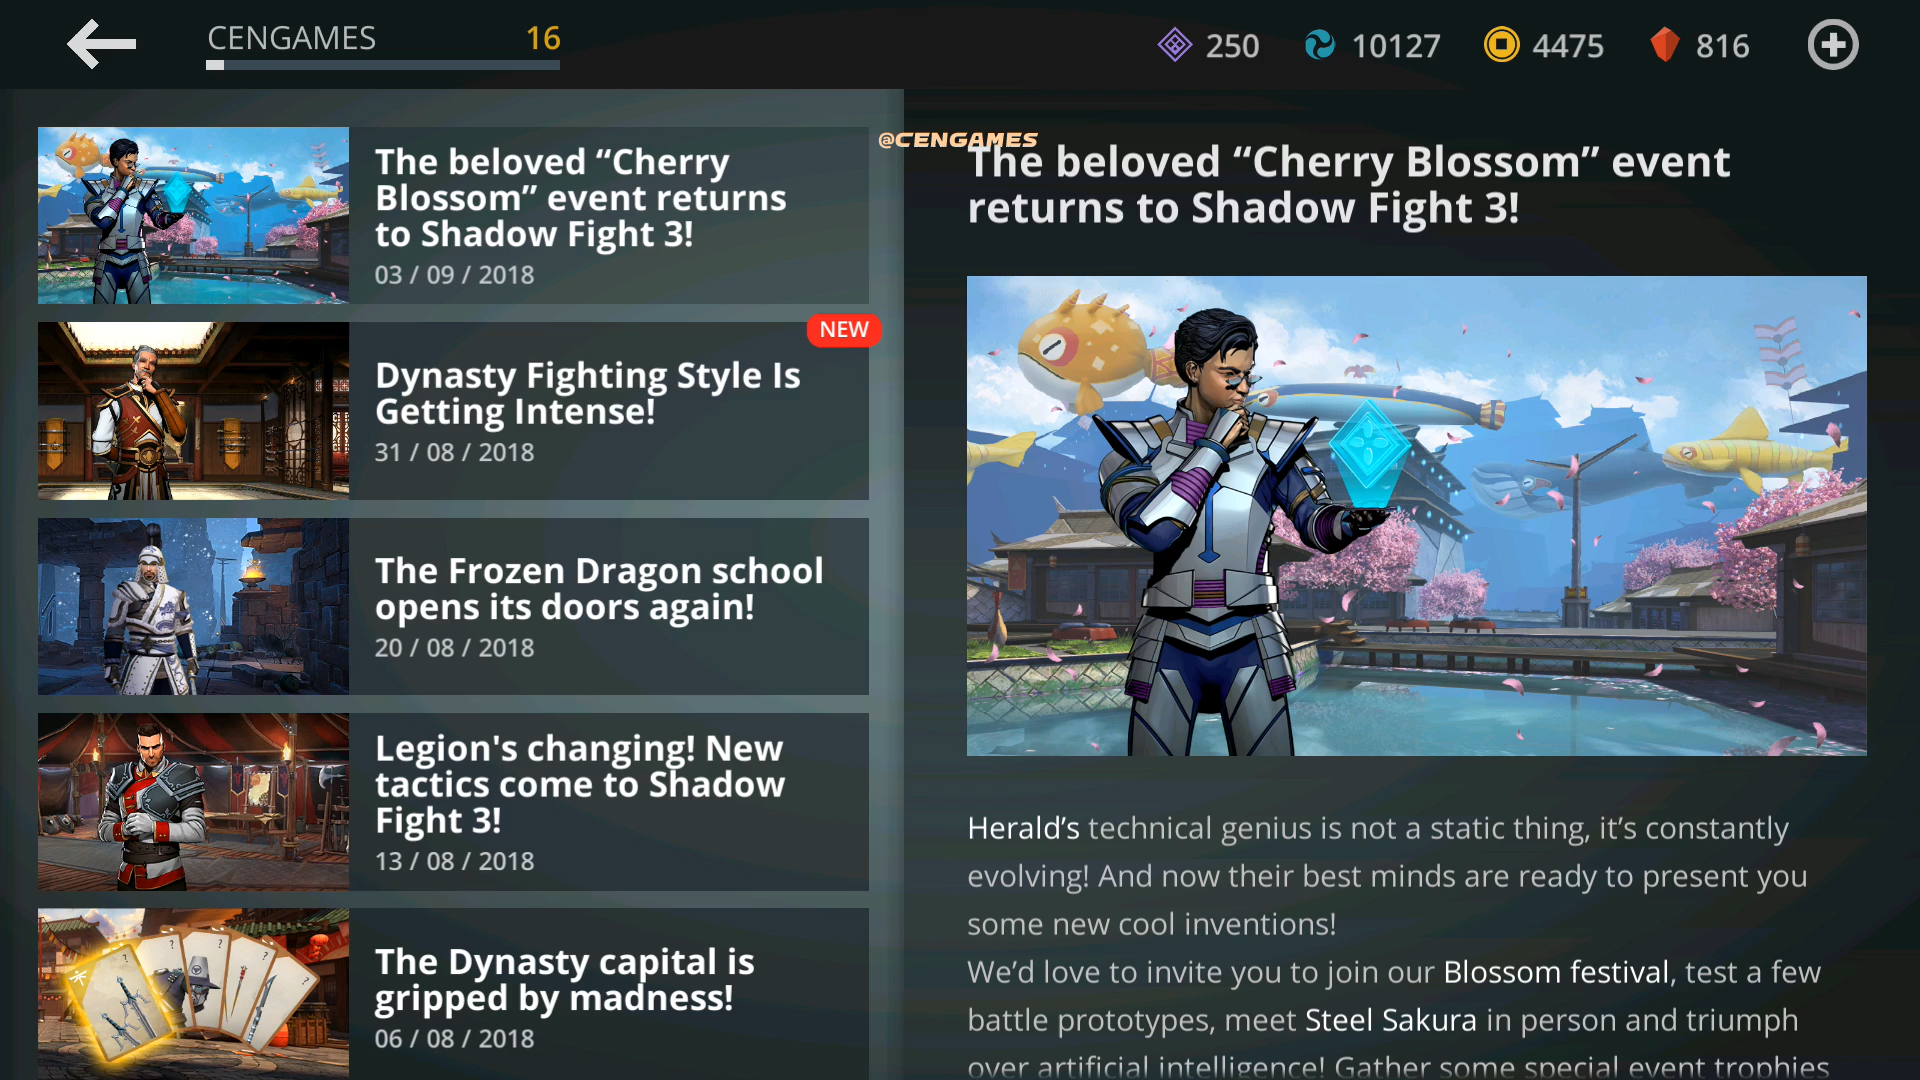 CENGAMES 16
250 10127 4475 816
The beloved “Cherry
Blossom” event returns
to Shadow Fight 3!
03 / 09 / 2018
NEW
Dynasty Fighting Style Is
Getting Intense!
31 / 08 / 2018
The Frozen Dragon school
opens its doors again!
20 / 08 / 2018
Legion's changing! New
tactics come to Shadow
Fight 3!
13 / 08 / 2018
The Dynasty capital is
gripped by madness!
06 / 08 / 2018
@CENGAMES
The beloved “Cherry Blossom” event
returns to Shadow Fight 3!
Herald’s technical genius is not a static thing, it’s constantly
evolving! And now their best minds are ready to present you
some new cool inventions!
We’d love to invite you to join our Blossom festival, test a few
battle prototypes, meet Steel Sakura in person and triumph
over artificial intelligence! Gather some special event trophies